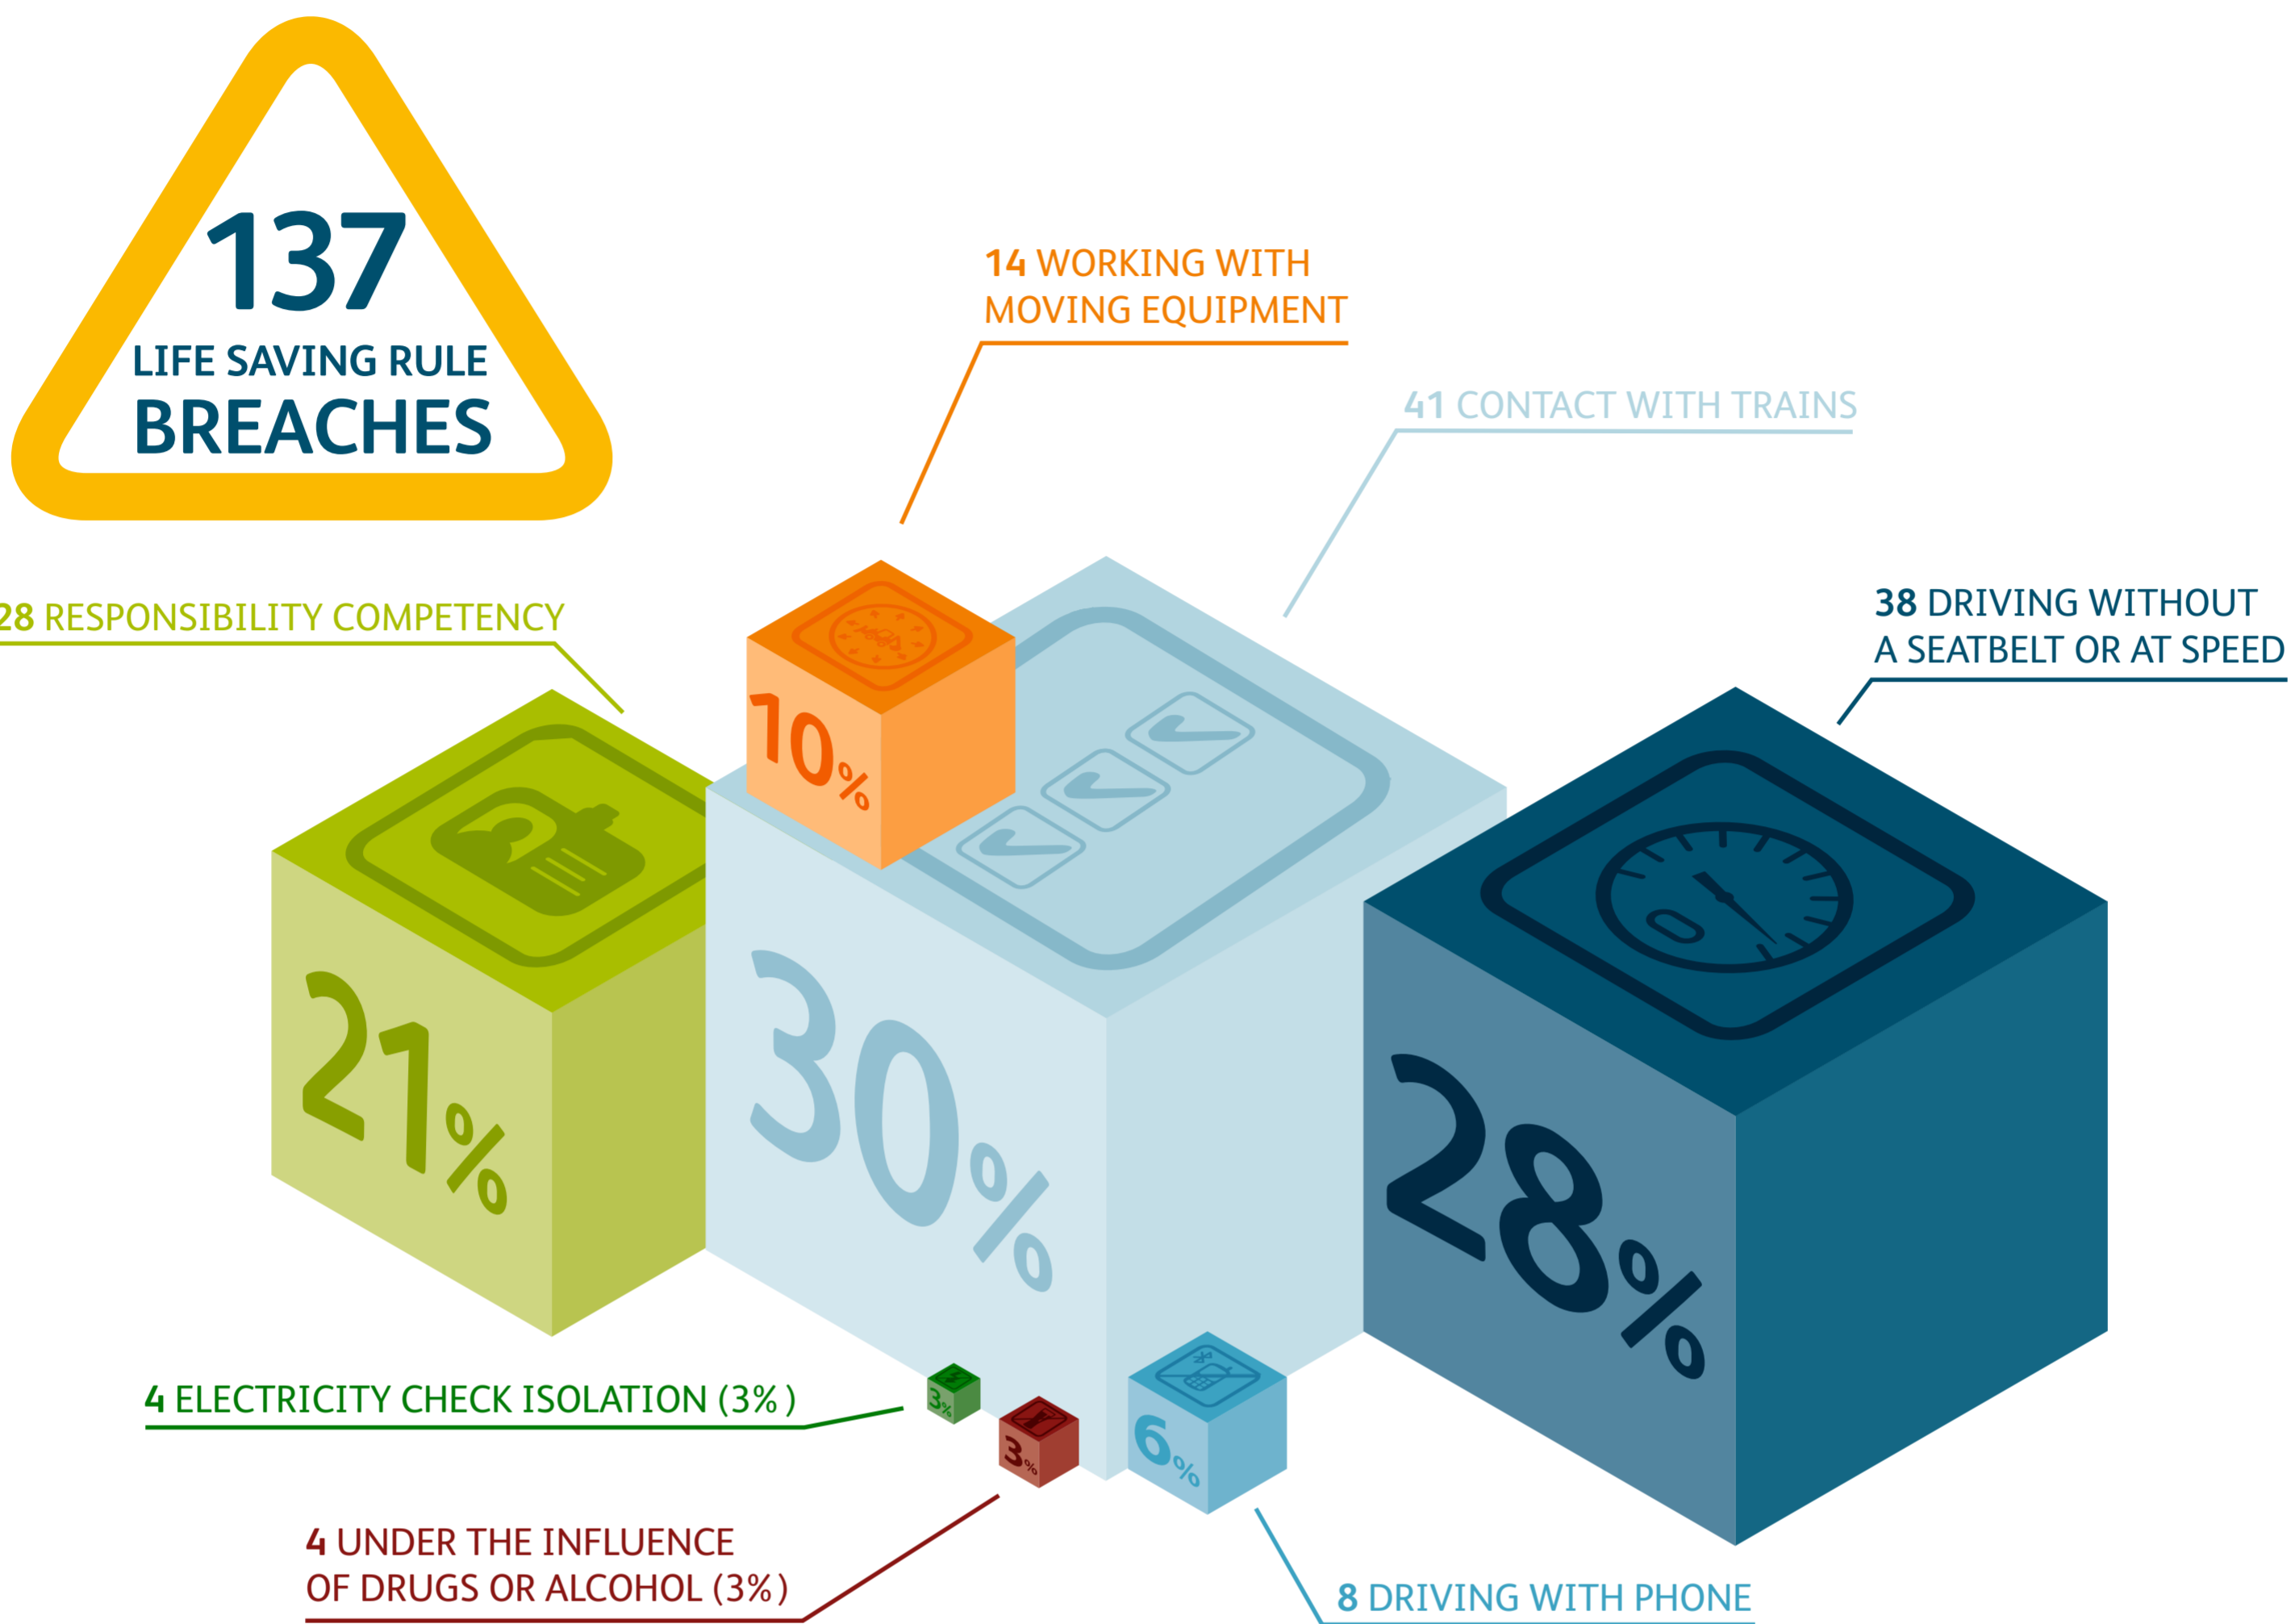 137
LIFE SAVING RULE
BREACHES
14 WORKING WITH
MOVING EQUIPMENT
41 CONTACT WITH TRAINS
28 RESPONSIBILITY COMPETENCY
38 DRIVING WITHOUT
A SEATBELT OR AT SPEED
10%
21%
30%
28%
0
4 ELECTRICITY CHECK ISOLATION (3%)
3%
3%
6%
4 UNDER THE INFLUENCE
OF DRUGS OR ALCOHOL (3%)
8 DRIVING WITH PHONE